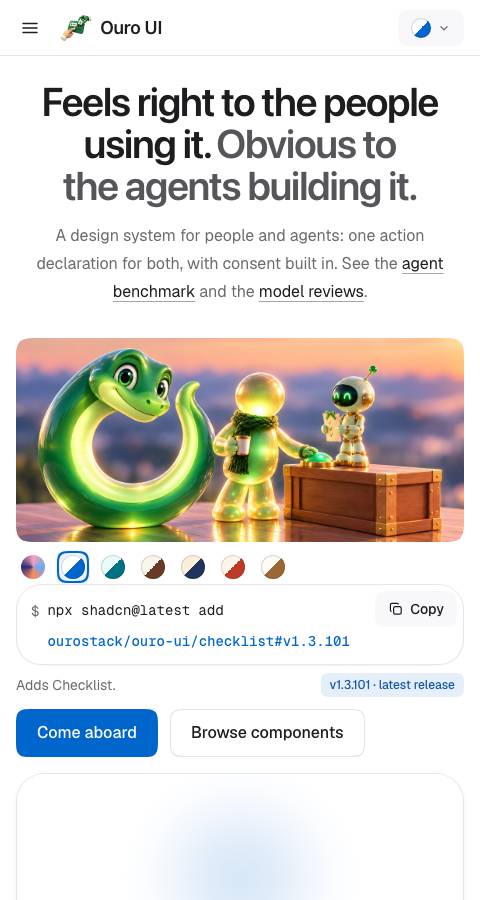 Ouro UI
Feels right to the people
using it. Obvious to
the agents building it.
A design system for people and agents: one action
declaration for both, with consent built in. See the agent
benchmark and the model reviews.
$ npx shadcn@latest add
Copy
ourostack/ouro-ui/checklist#v1.3.101
Adds Checklist.
v1.3.101 · latest release
Come aboard
Browse components